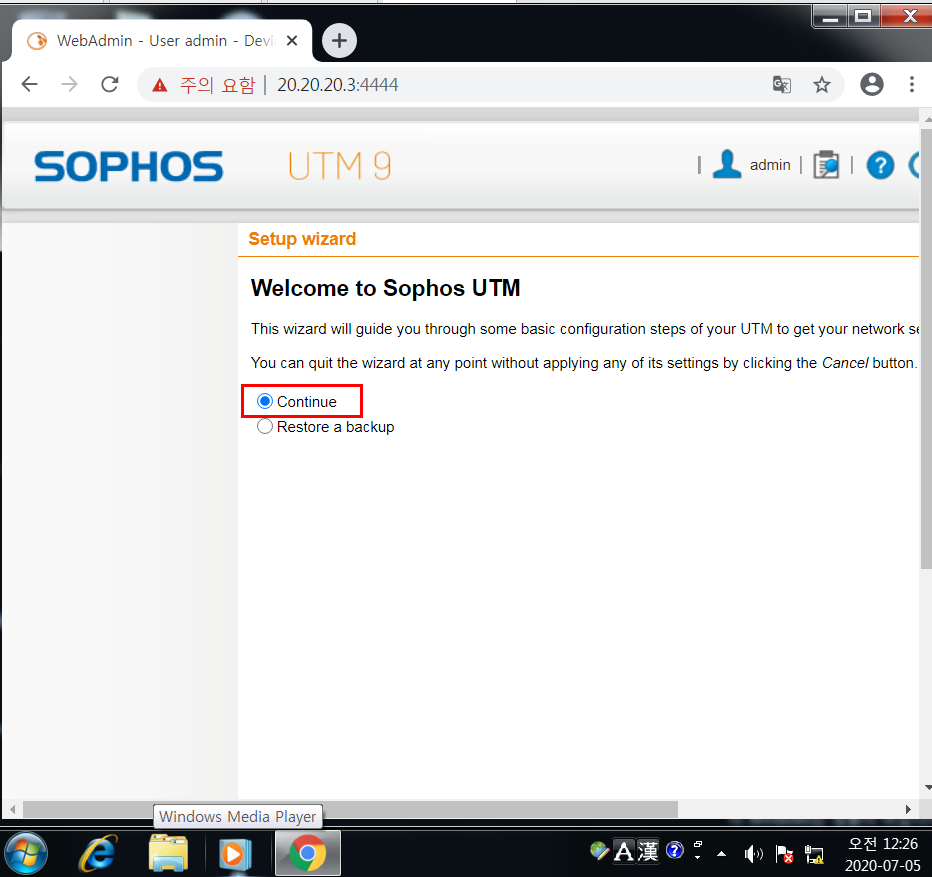 WebAdmin - User admin - Devi
주의 요함 | 20.20.20.3:4444
SOPHOS UTM 9
| admin | | ?
Setup wizard
Welcome to Sophos UTM
This wizard will guide you through some basic configuration steps of your UTM to get your network se
You can quit the wizard at any point without applying any of its settings by clicking the Cancel button.
Continue
Restore a backup
Windows Media Player
A 漢 ?
오전 12:26
2020-07-05